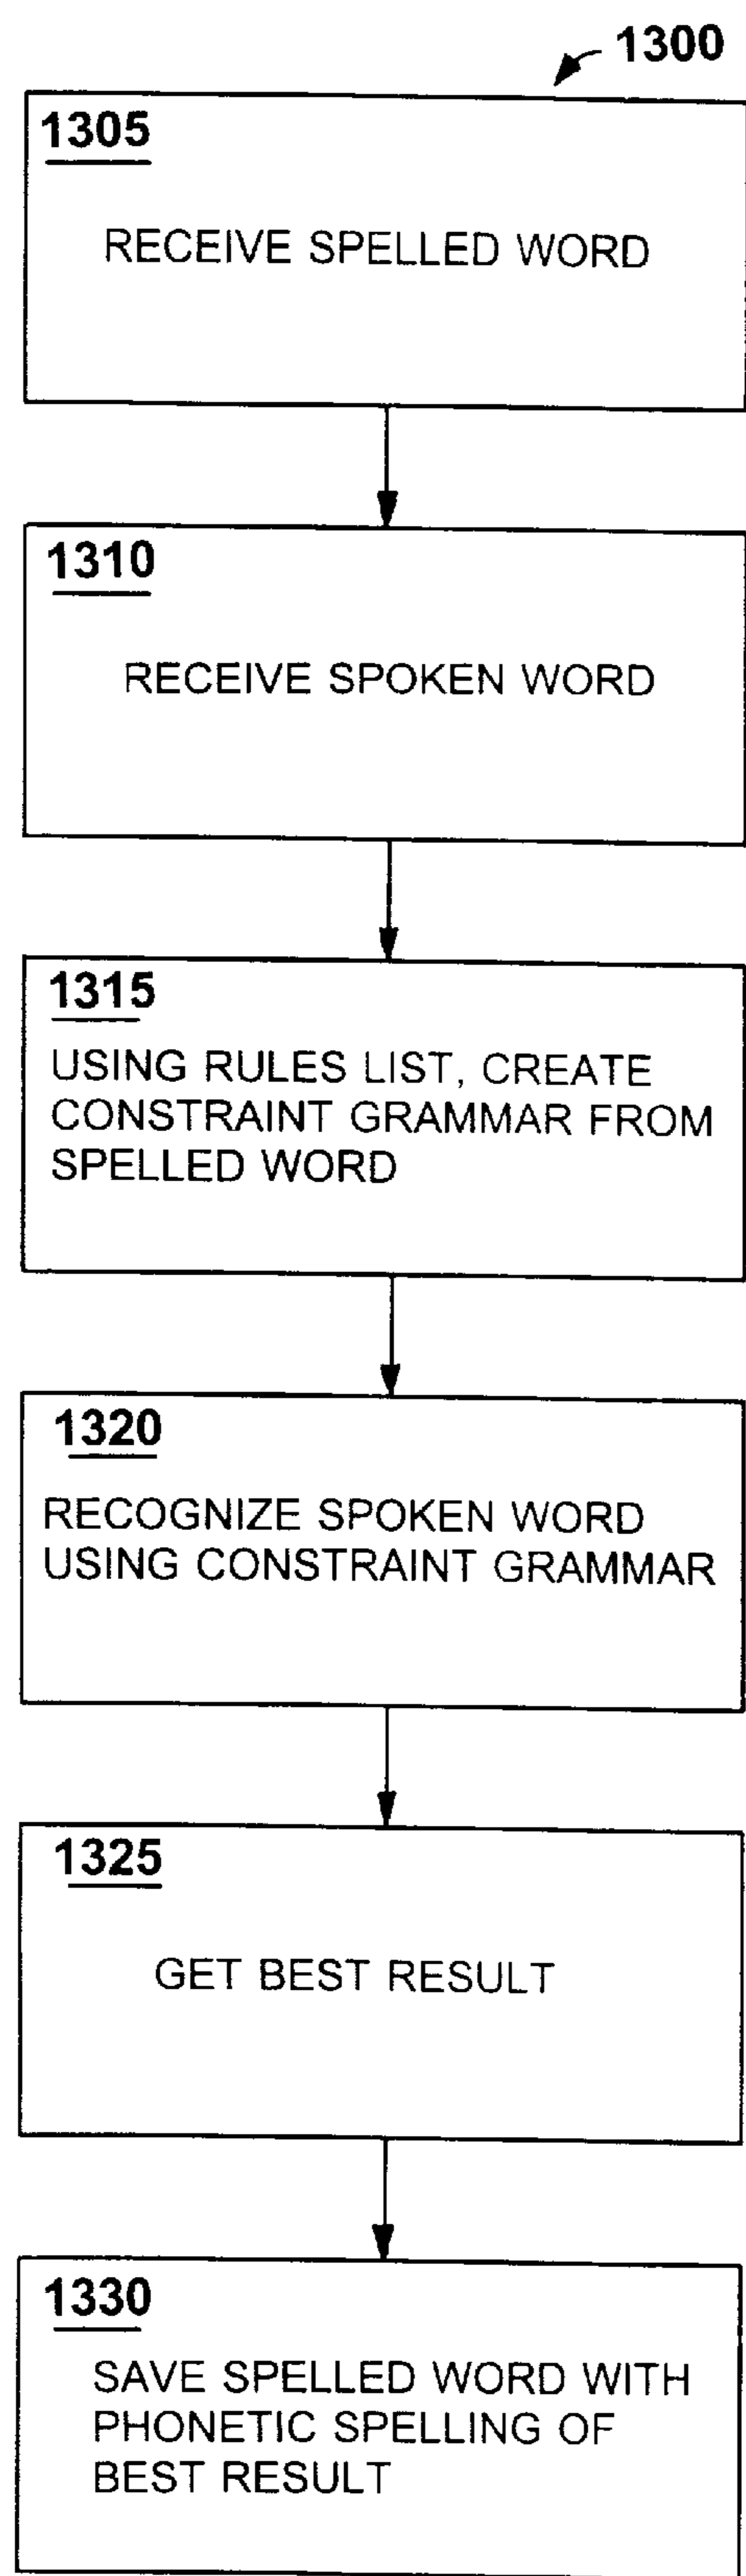 1300
1305
RECEIVE SPELLED WORD
1310
RECEIVE SPOKEN WORD
1315
USING RULES LIST, CREATE
CONSTRAINT GRAMMAR FROM
SPELLED WORD
1320
RECOGNIZE SPOKEN WORD
USING CONSTRAINT GRAMMAR
1325
GET BEST RESULT
1330
SAVE SPELLED WORD WITH
PHONETIC SPELLING OF
BEST RESULT